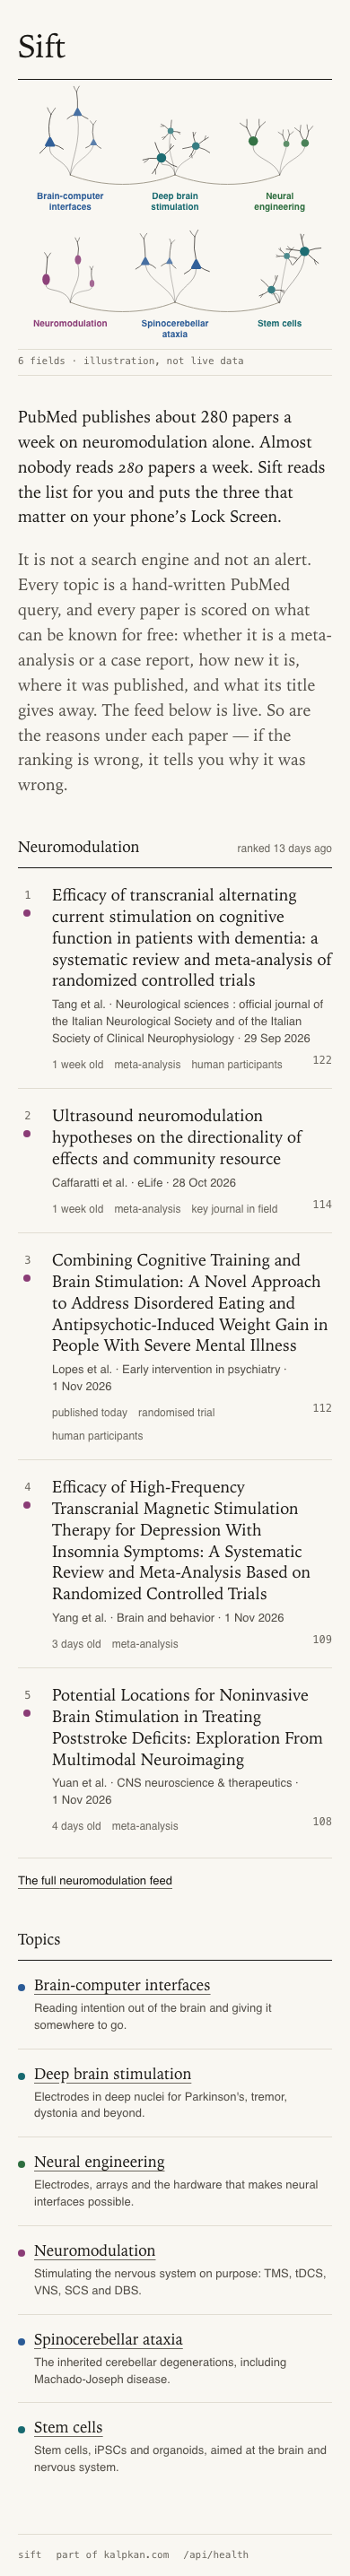 Sift
Brain-computer
interfaces
Deep brain
stimulation
Neural
engineering
Neuromodulation
Spinocerebellar
ataxia
Stem cells
6 fields · illustration, not live data
PubMed publishes about 280 papers a
week on neuromodulation alone. Almost
nobody reads 280 papers a week. Sift reads
the list for you and puts the three that
matter on your phone’s Lock Screen.
It is not a search engine and not an alert.
Every topic is a hand-written PubMed
query, and every paper is scored on what
can be known for free: whether it is a meta-
analysis or a case report, how new it is,
where it was published, and what its title
gives away. The feed below is live. So are
the reasons under each paper — if the
ranking is wrong, it tells you why it was
wrong.
Neuromodulation ranked 13 days ago
1 Efficacy of transcranial alternating
current stimulation on cognitive
function in patients with dementia: a
systematic review and meta-analysis of
randomized controlled trials
Tang et al. · Neurological sciences : official journal of
the Italian Neurological Society and of the Italian
Society of Clinical Neurophysiology · 29 Sep 2026
1 week old meta-analysis human participants 122
2 Ultrasound neuromodulation
hypotheses on the directionality of
effects and community resource
Caffaratti et al. · eLife · 28 Oct 2026
1 week old meta-analysis key journal in field 114
3 Combining Cognitive Training and
Brain Stimulation: A Novel Approach
to Address Disordered Eating and
Antipsychotic-Induced Weight Gain in
People With Severe Mental Illness
Lopes et al. · Early intervention in psychiatry ·
1 Nov 2026
published today randomised trial 112
human participants
4 Efficacy of High-Frequency
Transcranial Magnetic Stimulation
Therapy for Depression With
Insomnia Symptoms: A Systematic
Review and Meta-Analysis Based on
Randomized Controlled Trials
Yang et al. · Brain and behavior · 1 Nov 2026
3 days old meta-analysis 109
5 Potential Locations for Noninvasive
Brain Stimulation in Treating
Poststroke Deficits: Exploration From
Multimodal Neuroimaging
Yuan et al. · CNS neuroscience & therapeutics ·
1 Nov 2026
4 days old meta-analysis 108
The full neuromodulation feed
Topics
Brain-computer interfaces
Reading intention out of the brain and giving it
somewhere to go.
Deep brain stimulation
Electrodes in deep nuclei for Parkinson’s, tremor,
dystonia and beyond.
Neural engineering
Electrodes, arrays and the hardware that makes neural
interfaces possible.
Neuromodulation
Stimulating the nervous system on purpose: TMS, tDCS,
VNS, SCS and DBS.
Spinocerebellar ataxia
The inherited cerebellar degenerations, including
Machado-Joseph disease.
Stem cells
Stem cells, iPSCs and organoids, aimed at the brain and
nervous system.
sift part of kalpkan.com /api/health